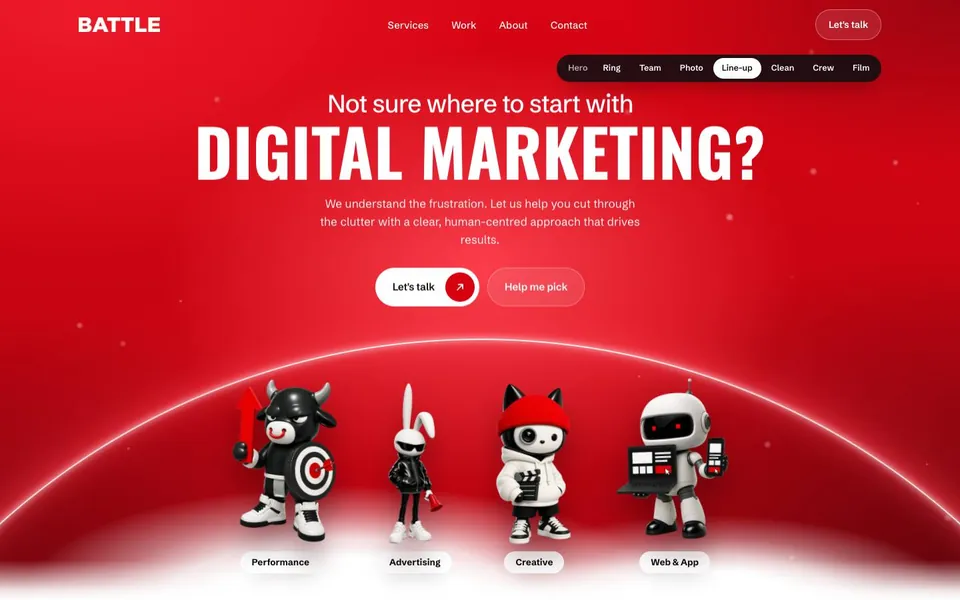 BATTLE
Services Work About Contact
Let's talk
Hero Ring Team Photo Line-up Clean Crew Film
Not sure where to start with
DIGITAL MARKETING?
We understand the frustration. Let us help you cut through
the clutter with a clear, human-centred approach that drives
results.
Let's talk
Help me pick
Performance
Advertising
Creative
Web & App